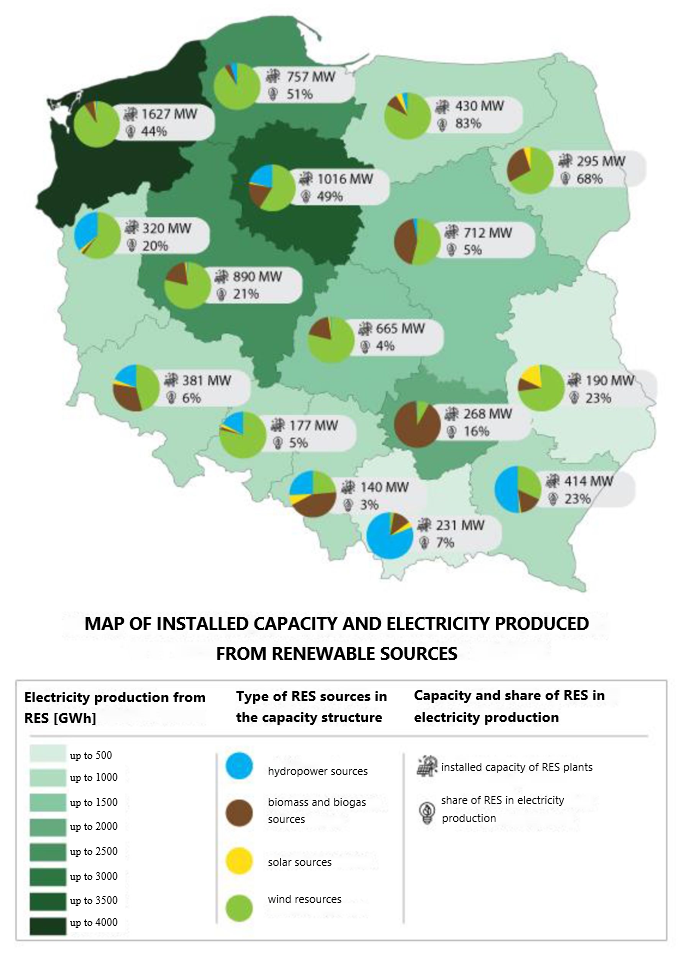 757 MW
51%
1627 MW
44%
430 MW
83%
295 MW
68%
1016 MW
49%
320 MW
20%
712 MW
5%
890 MW
21%
665 MW
4%
381 MW
6%
190 MW
23%
268 MW
16%
177 MW
5%
140 MW
3%
414 MW
23%
231 MW
7%
MAP OF INSTALLED CAPACITY AND ELECTRICITY PRODUCED
FROM RENEWABLE SOURCES
Electricity production from
RES [GWh]
up to 500
up to 1000
up to 1500
up to 2000
up to 2500
up to 3000
up to 3500
up to 4000
Type of RES sources in
the capacity structure
hydropower sources
biomass and biogas
sources
solar sources
wind resources
Capacity and share of RES in
electricity production
installed capacity of RES plants
share of RES in electricity
production